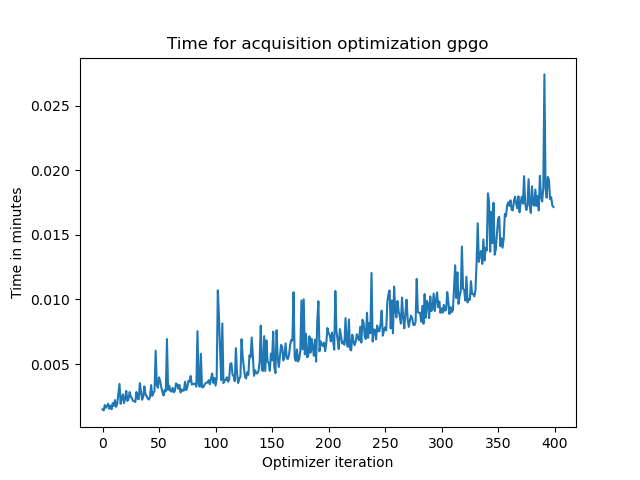 Time for acquisition optimization gpgo
0.025
0.020
0.015
0.010
0.005
Time in minutes
0 50 100 150 200 250 300 350 400
Optimizer iteration